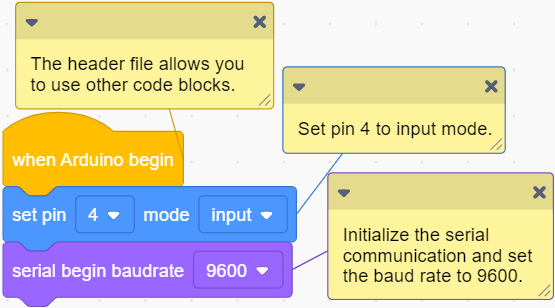 The header file allows you
to use other code blocks.
Set pin 4 to input mode.
when Arduino begin
set pin 4 mode input
serial begin baudrate 9600
Initialize the serial
communication and set
the baud rate to 9600.